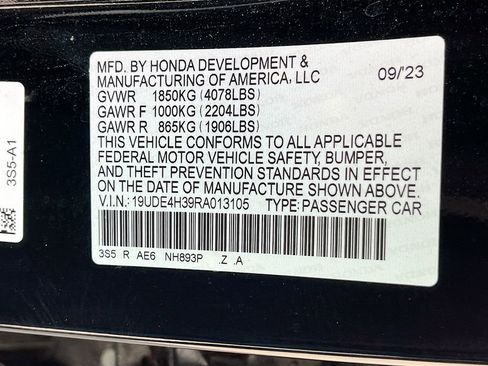 MFD. BY HONDA DEVELOPMENT &
MANUFACTURING OF AMERICA, LLC 09/'23
GVWR 1850KG (4078LBS)
GAWR F 1000KG (2204LBS)
GAWR R 865KG (1906LBS)
THIS VEHICLE CONFORMS TO ALL APPLICABLE
FEDERAL MOTOR VEHICLE SAFETY, BUMPER,
AND THEFT PREVENTION STANDARDS IN EFFECT
ON THE DATE OF MANUFACTURE SHOWN ABOVE.
V.I.N.: 19UDE4H39RA013105 TYPE: PASSENGER CAR
3S5 R AE6 NH893P .Z .A
3S5-A1